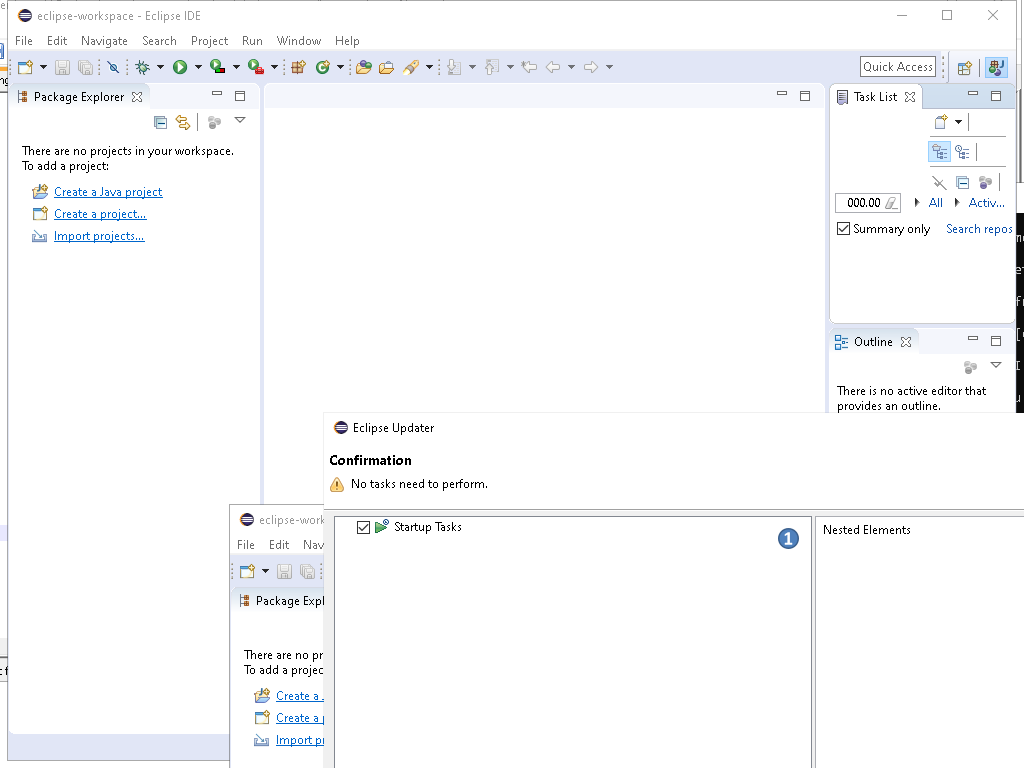 eclipse-workspace - Eclipse IDE
File Edit Navigate Search Project Run Window Help
Quick Access
Package Explorer
Task List
There are no projects in your workspace.
To add a project:
Create a Java project
Create a project...
Import projects...
000.00 All Activ...
Summary only Search repos
Outline
There is no active editor that
provides an outline.
Eclipse Updater
Confirmation
No tasks need to perform.
Startup Tasks
1
Nested Elements
eclipse-work
File Edit Nav
Package Expl
There are no pr
To add a projec
Create a
Create a p
Import pr